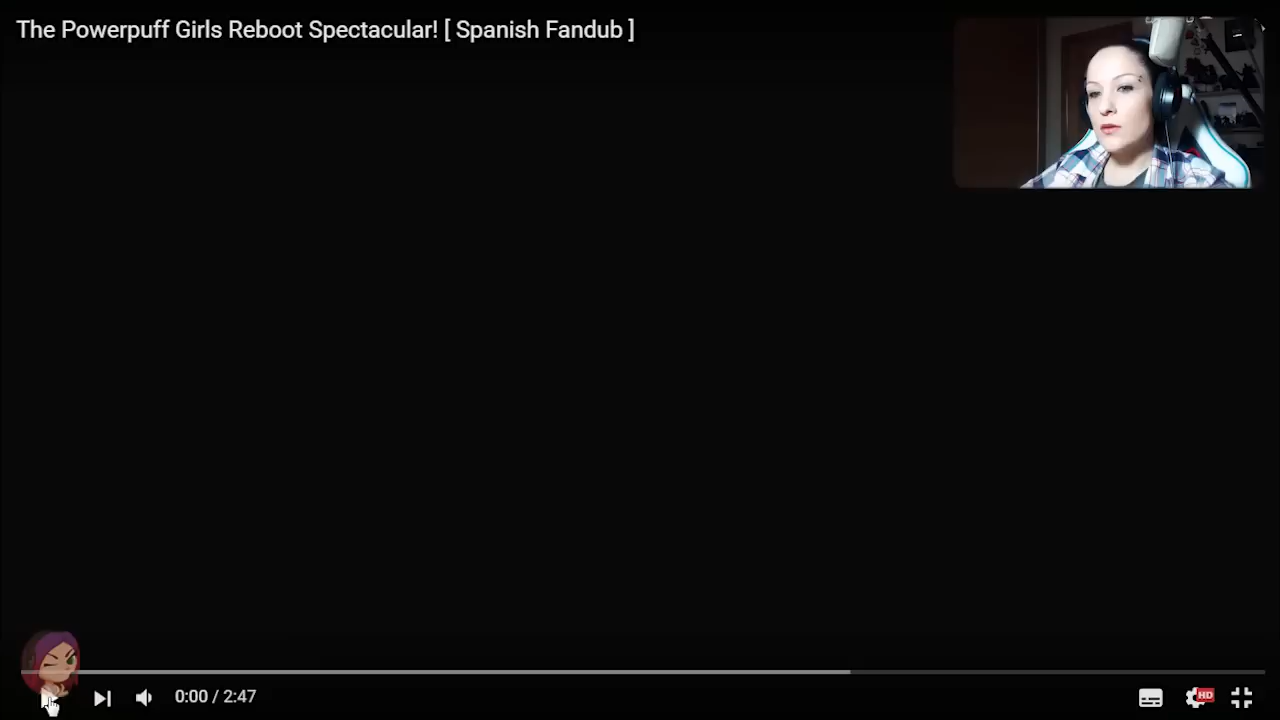 The Powerpuff Girls Reboot Spectacular! [ Spanish Fandub ]
0:00 / 2:47
HD